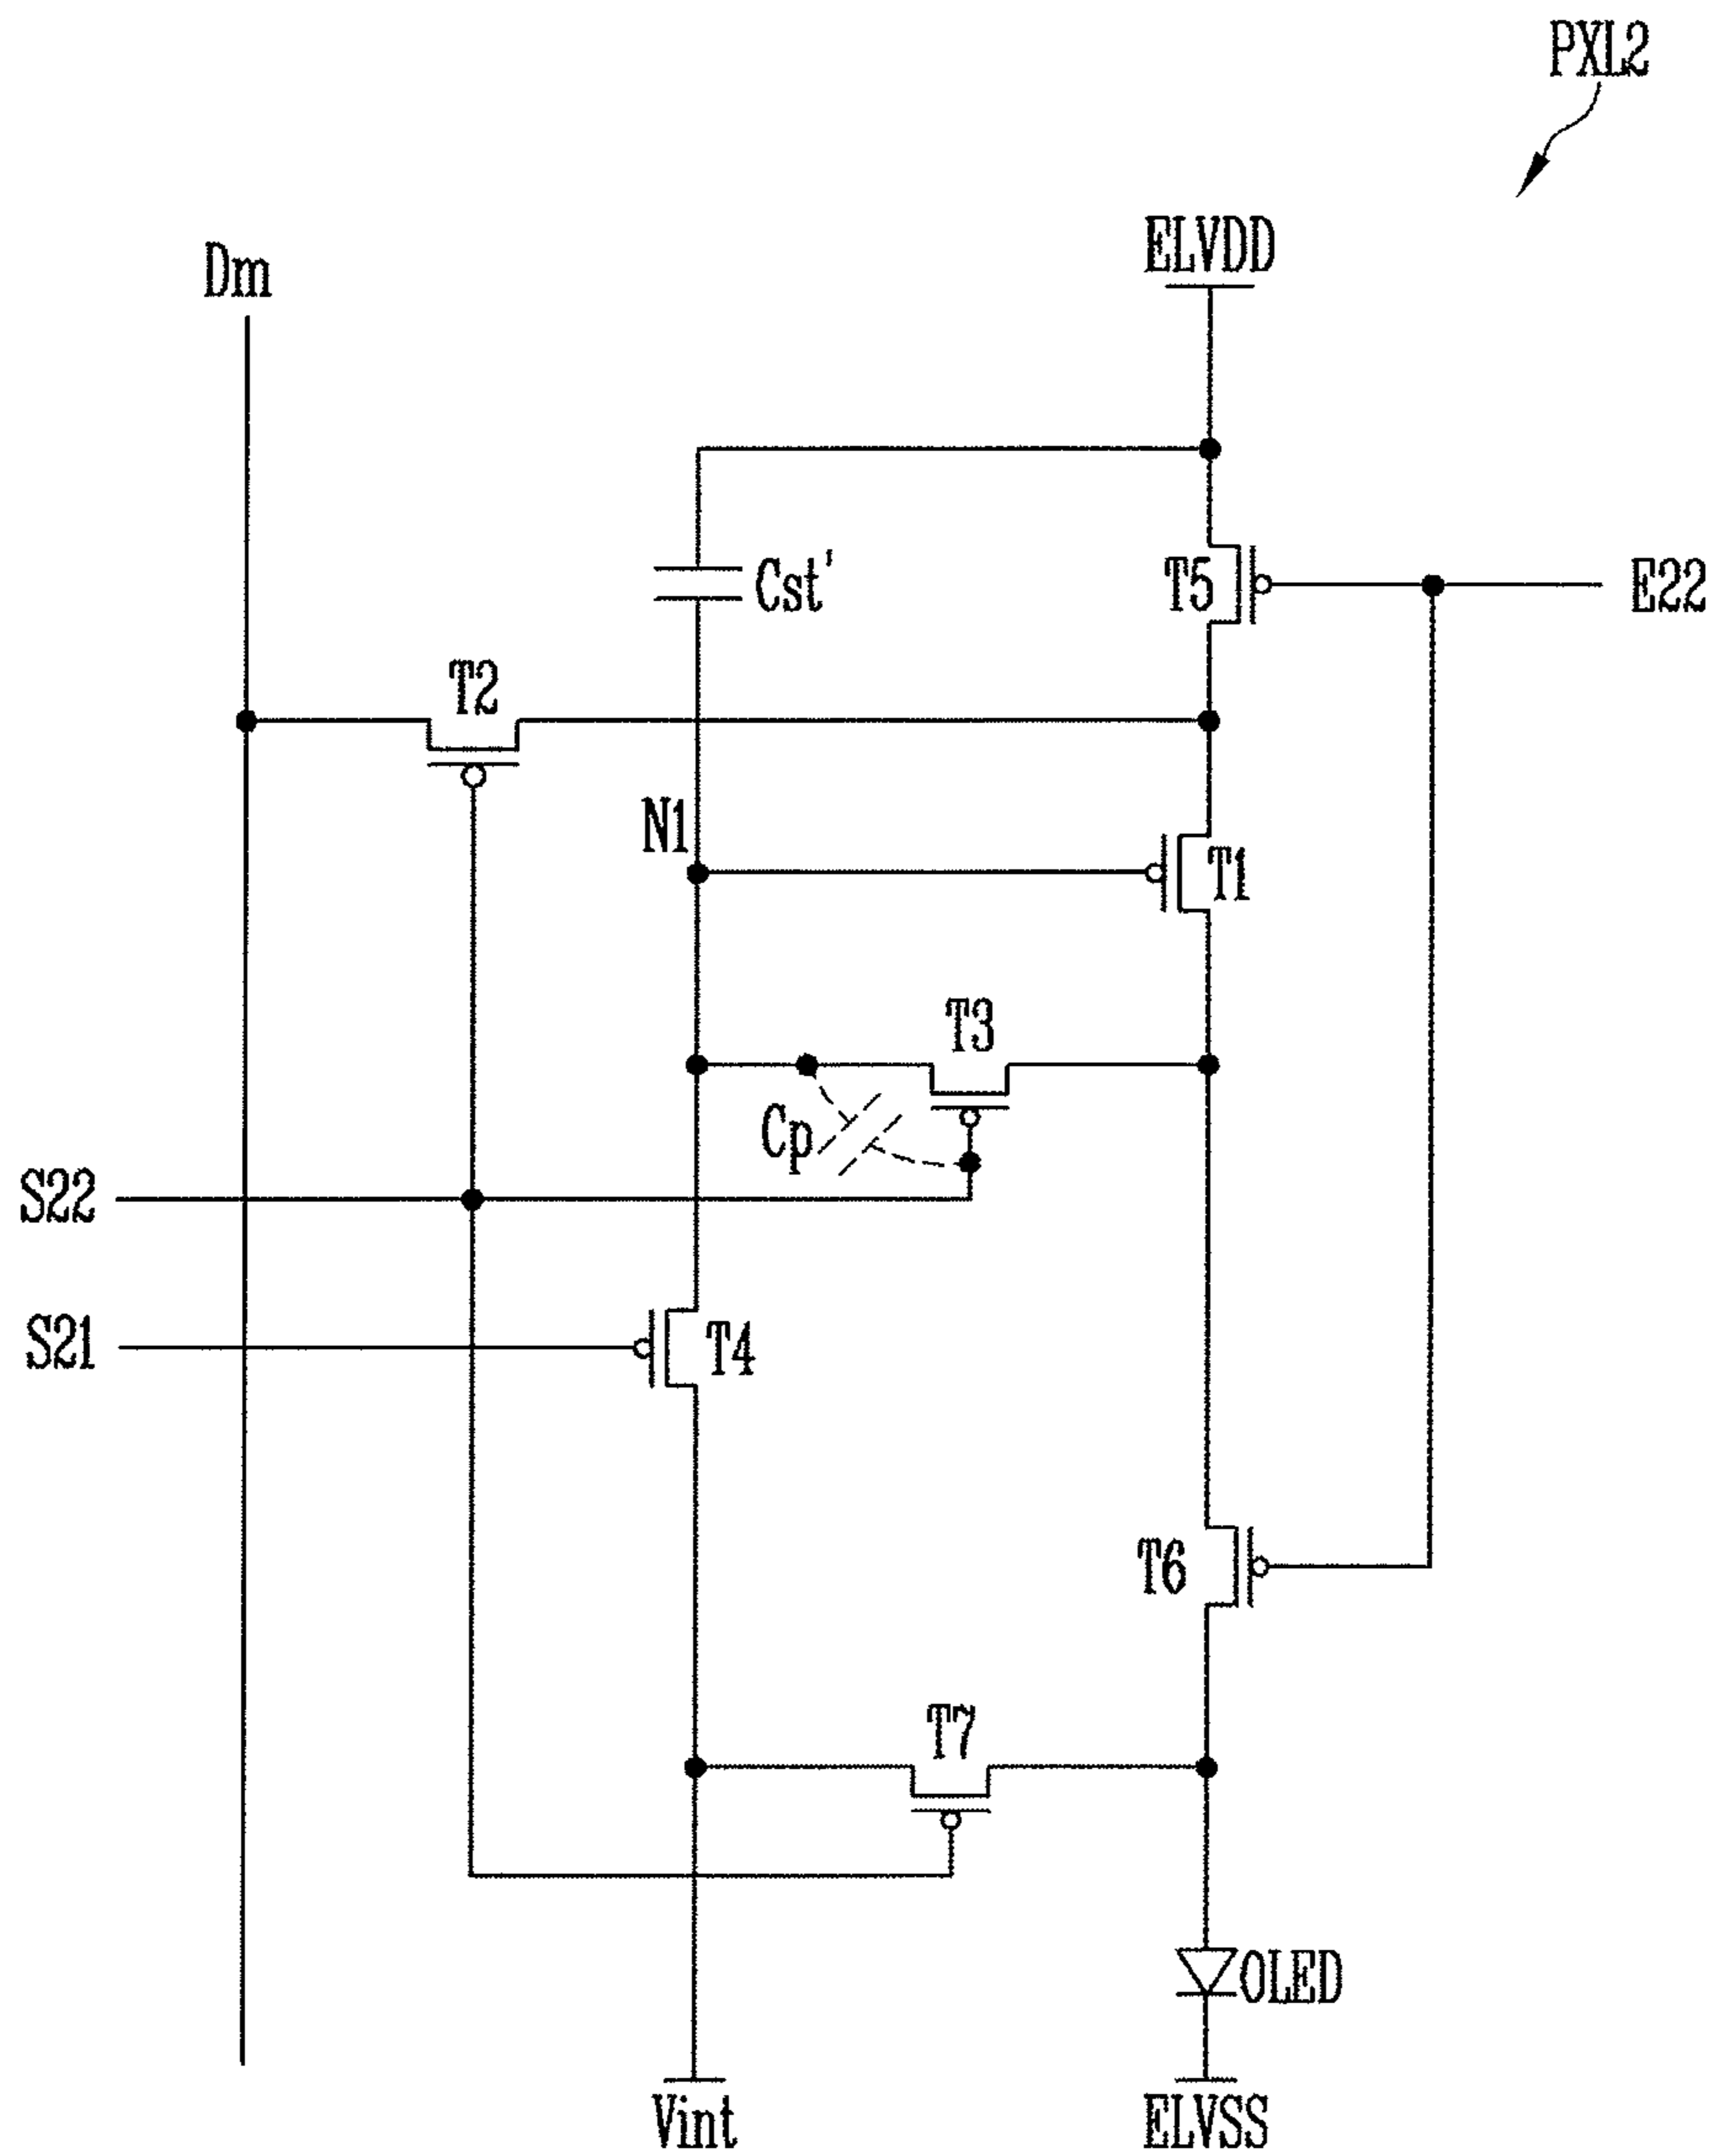 PXL2
ELVDD
Dm
Cst'
T5
E22
T2
N1
T1
T3
Cp
S22
S21
T4
T6
T7
OLED
Vint
ELVSS